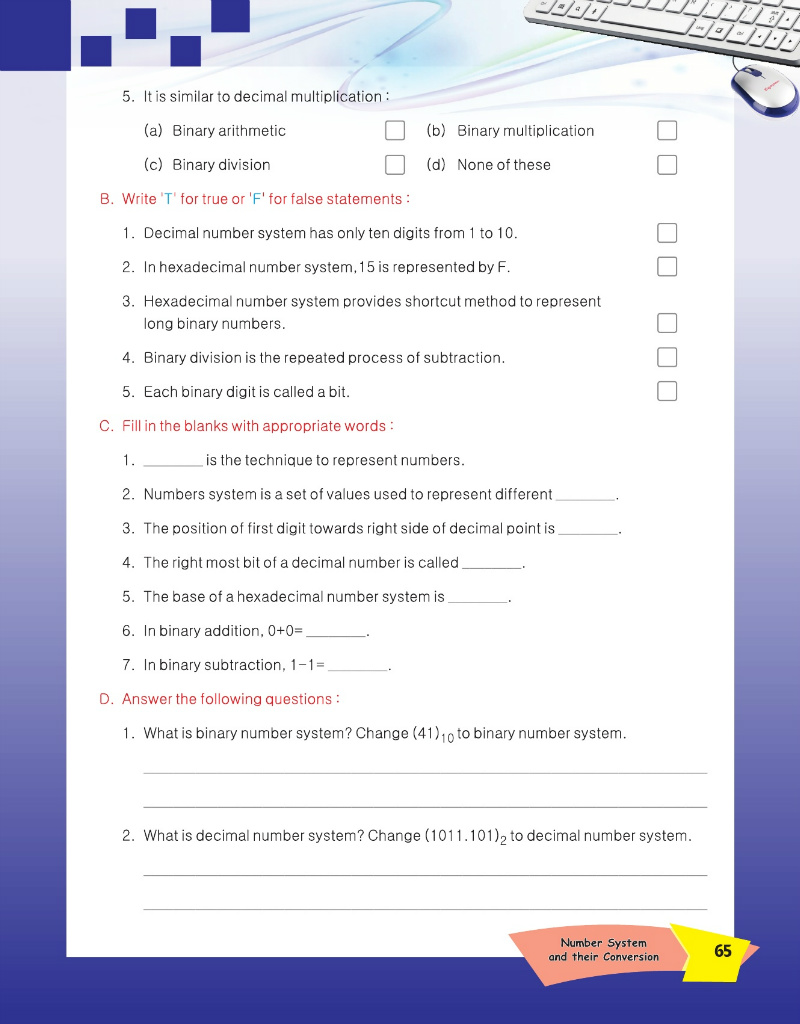 5. It is similar to decimal multiplication :
(a) Binary arithmetic (b) Binary multiplication
(c) Binary division (d) None of these
B. Write 'T' for true or 'F' for false statements :
1. Decimal number system has only ten digits from 1 to 10.
2. In hexadecimal number system,15 is represented by F.
3. Hexadecimal number system provides shortcut method to represent
long binary numbers.
4. Binary division is the repeated process of subtraction.
5. Each binary digit is called a bit.
C. Fill in the blanks with appropriate words :
1. ________ is the technique to represent numbers.
2. Numbers system is a set of values used to represent different ________.
3. The position of first digit towards right side of decimal point is ________.
4. The right most bit of a decimal number is called ________.
5. The base of a hexadecimal number system is ________.
6. In binary addition, 0+0= ________.
7. In binary subtraction, 1-1= ________.
D. Answer the following questions :
1. What is binary number system? Change (41)₁₀ to binary number system.
2. What is decimal number system? Change (1011.101)₂ to decimal number system.
Number System
and their Conversion
65